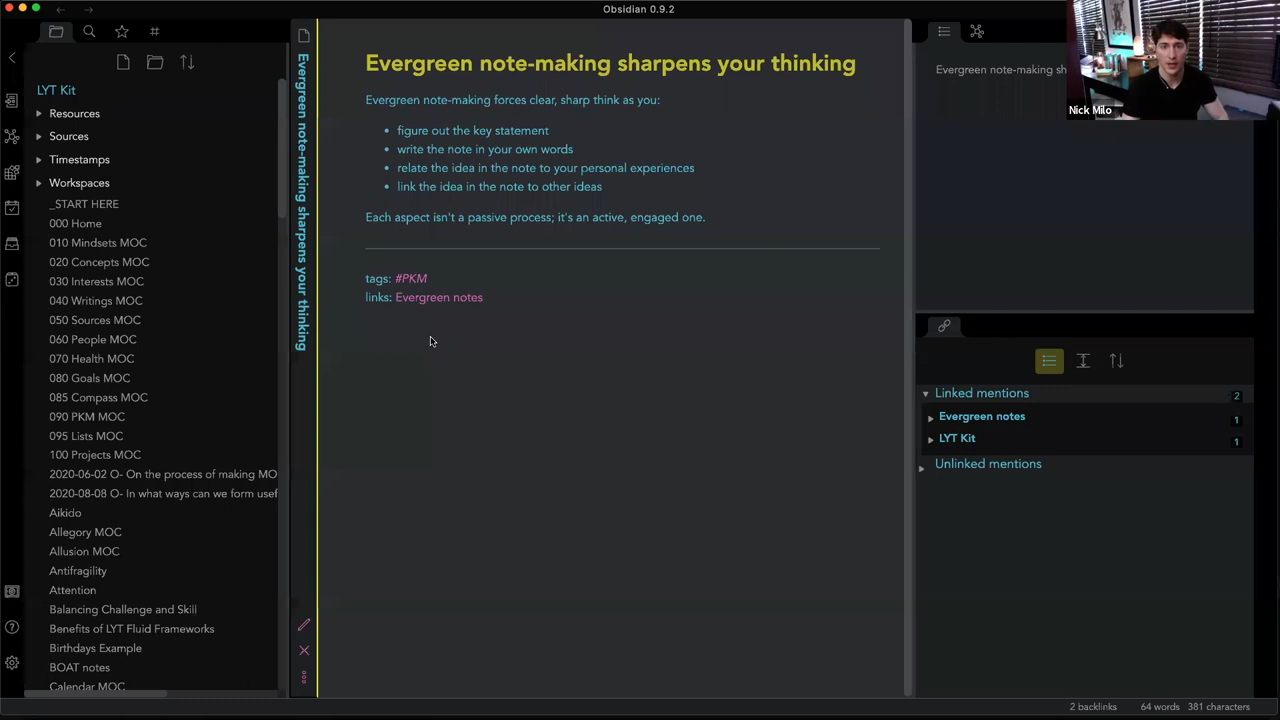 Obsidian 0.9.2
LYT Kit
Resources
Sources
Timestamps
Workspaces
_START HERE
000 Home
010 Mindsets MOC
020 Concepts MOC
030 Interests MOC
040 Writings MOC
050 Sources MOC
060 People MOC
070 Health MOC
080 Goals MOC
085 Compass MOC
090 PKM MOC
095 Lists MOC
100 Projects MOC
2020-06-02 O- On the process of making MO
2020-08-08 O- In what ways can we form usef
Aikido
Allegory MOC
Allusion MOC
Antifragility
Attention
Balancing Challenge and Skill
Benefits of LYT Fluid Frameworks
Birthdays Example
BOAT notes
Calendar MOC
Evergreen note-making sharpens your thinking
Evergreen note-making sharpens your thinking
Evergreen note-making forces clear, sharp think as you:
• figure out the key statement
• write the note in your own words
• relate the idea in the note to your personal experiences
• link the idea in the note to other ideas
Each aspect isn't a passive process; it's an active, engaged one.
tags: #PKM
links: Evergreen notes
Evergreen note-making sh
Nick Milo
Linked mentions 2
Evergreen notes 1
LYT Kit 1
Unlinked mentions
2 backlinks 64 words 381 characters